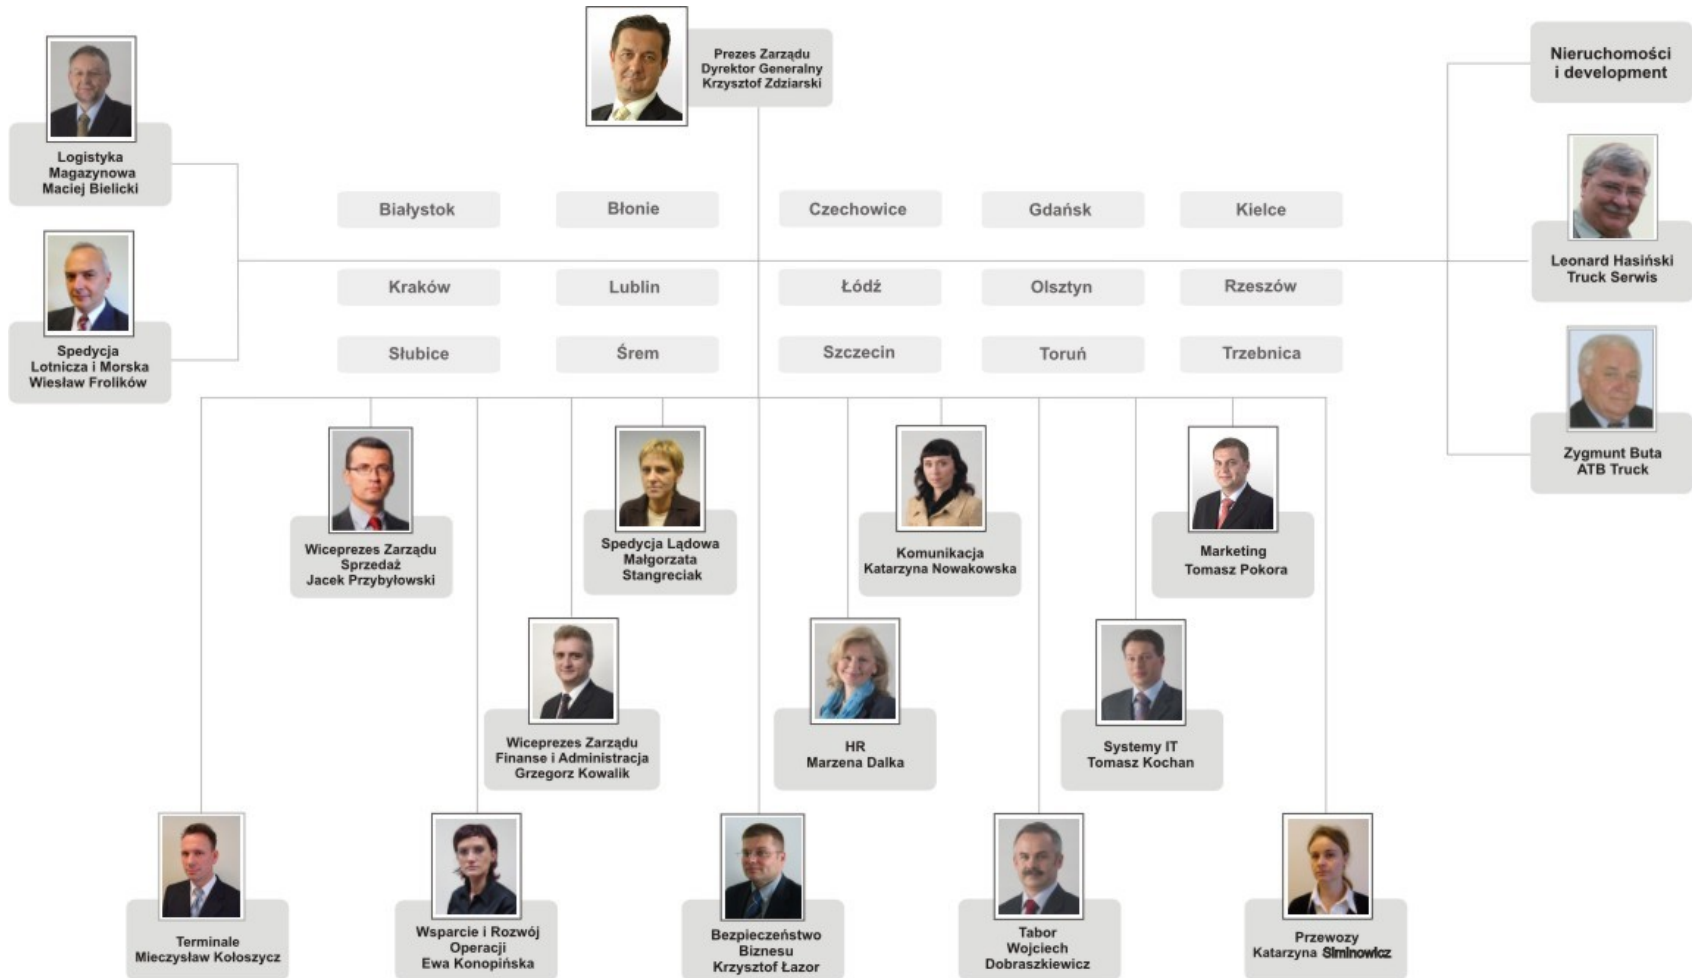 Prezes Zarządu
Dyrektor Generalny
Krzysztof Zdziarski
Nieruchomości
i development
Logistyka
Magazynowa
Maciej Bielicki
Leonard Hasiński
Truck Serwis
Spedycja
Lotnicza i Morska
Wiesław Frolików
Zygmunt Buta
ATB Truck
Białystok
Błonie
Czechowice
Gdańsk
Kielce
Kraków
Lublin
Łódź
Olsztyn
Rzeszów
Słubice
Śrem
Szczecin
Toruń
Trzebnica
Wiceprezes Zarządu
Sprzedaż
Jacek Przybyłowski
Spedycja Lądowa
Małgorzata
Stangreciak
Komunikacja
Katarzyna Nowakowska
Marketing
Tomasz Pokora
Wiceprezes Zarządu
Finanse i Administracja
Grzegorz Kowalik
HR
Marzena Dalka
Systemy IT
Tomasz Kochan
Terminale
Mieczysław Kołoszycz
Wsparcie i Rozwój
Operacji
Ewa Konopińska
Bezpieczeństwo
Biznesu
Krzysztof Łazor
Tabor
Wojciech
Dobraszkiewicz
Przewozy
Katarzyna Siminowicz